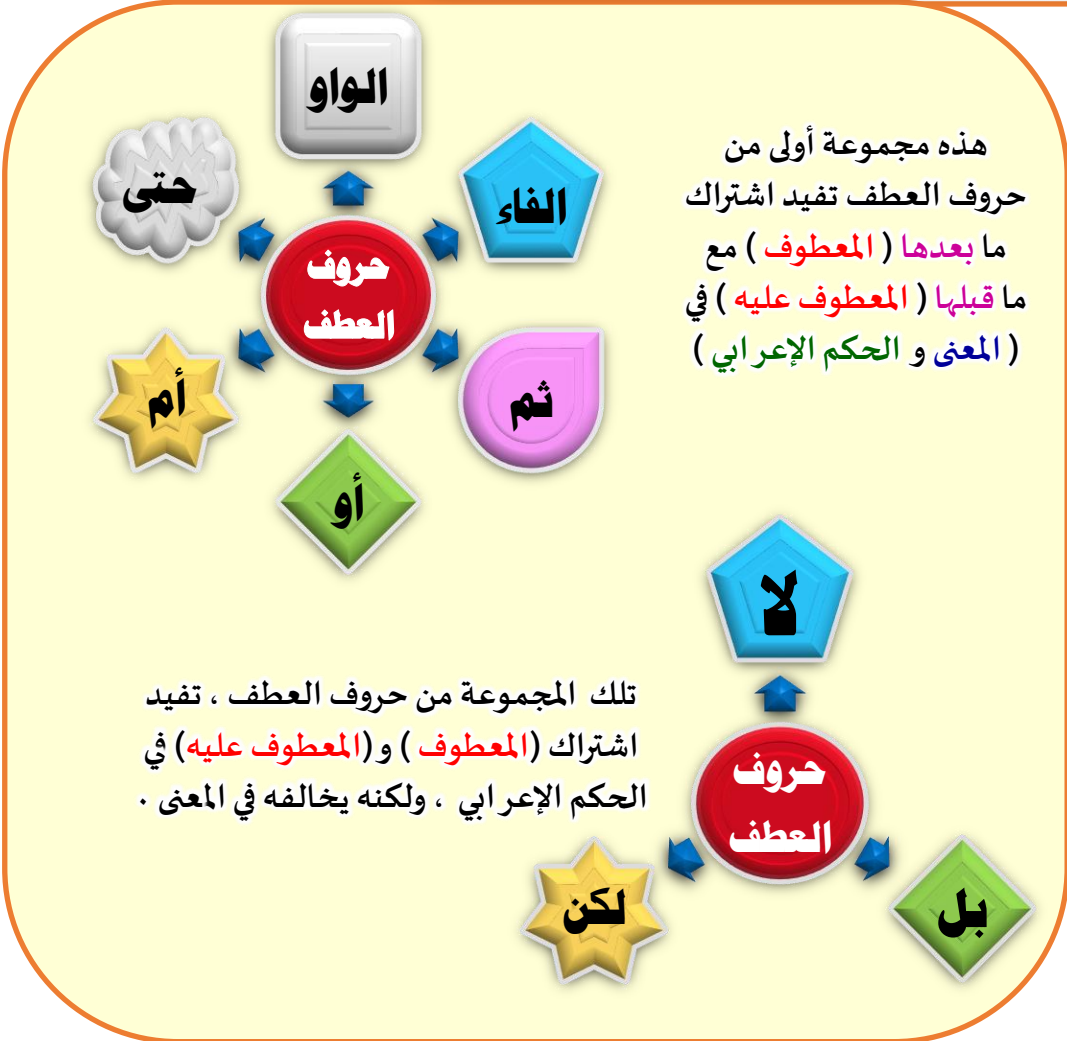 الواو
حتى
الفاء
حروف
العطف
أم
ثم
أو
هذه مجموعة أولى من
حروف العطف تفيد اشتراك
ما بعدها ( المعطوف ) مع
ما قبلها ( المعطوف عليه ) في
( المعنى و الحكم الإعرابي )
لا
تلك المجموعة من حروف العطف ، تفيد
اشتراك (المعطوف ) و(المعطوف عليه) في
الحكم الإعرابي ، ولكنه يخالفه في المعنى .
حروف
العطف
بل
لكن